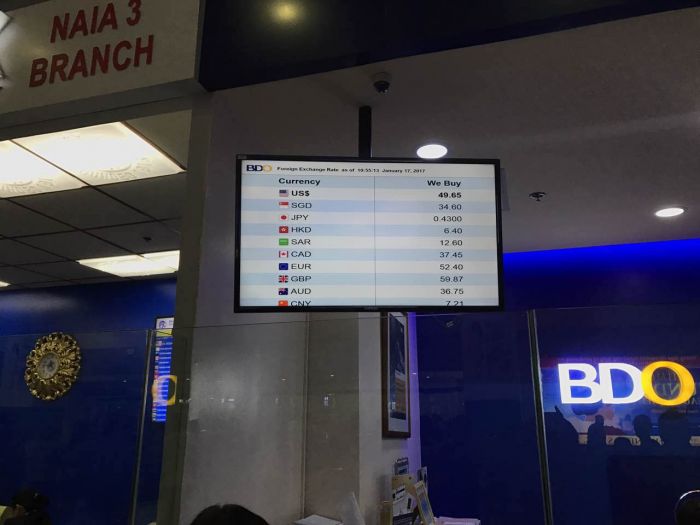 NAIA 3
BRANCH
BDO Foreign Exchange Rate as of 10:55:13 January 17, 2017
Currency We Buy
US$ 49.65
SGD 34.60
JPY 0.4300
HKD 6.40
SAR 12.60
CAD 37.45
EUR 52.40
GBP 59.87
AUD 36.75
CNY 7.21
BDO